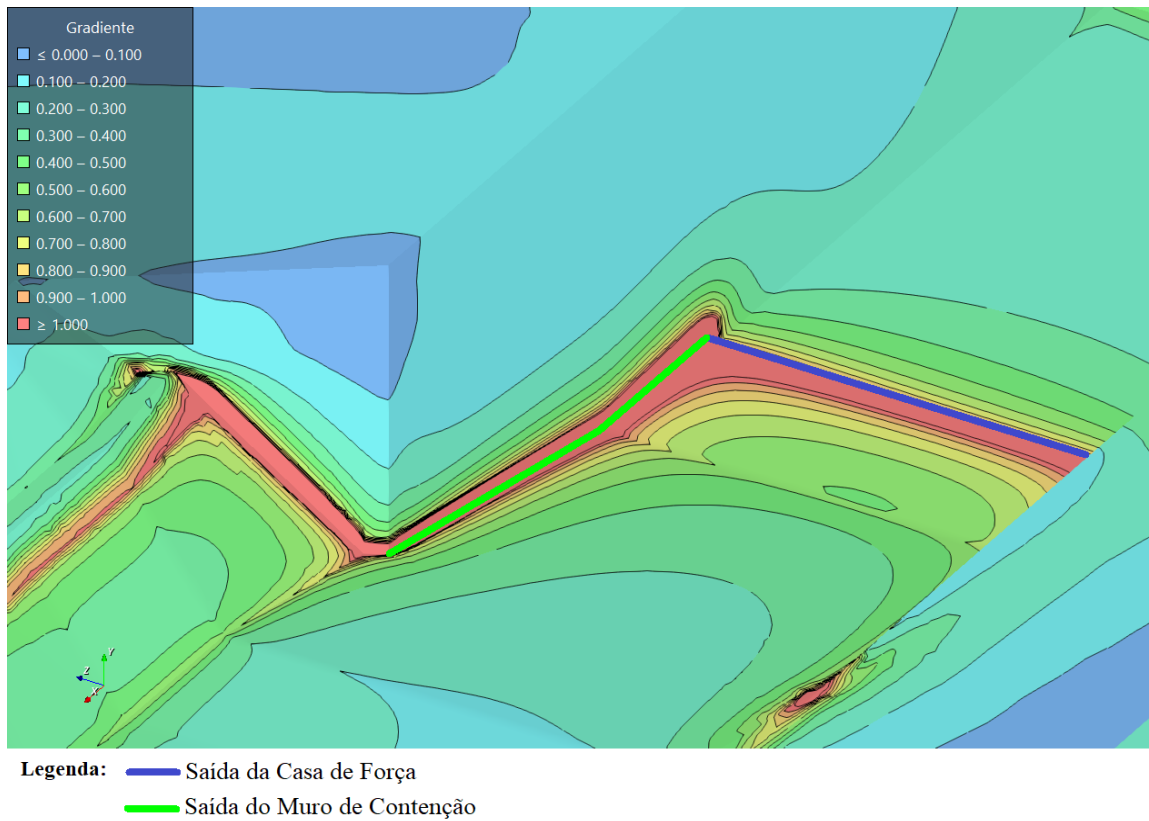 Gradiente
≤ 0.000 – 0.100
0.100 – 0.200
0.200 – 0.300
0.300 – 0.400
0.400 – 0.500
0.500 – 0.600
0.600 – 0.700
0.700 – 0.800
0.800 – 0.900
0.900 – 1.000
≥ 1.000
Y
Z
X
Legenda: Saída da Casa de Força
Saída do Muro de Contenção